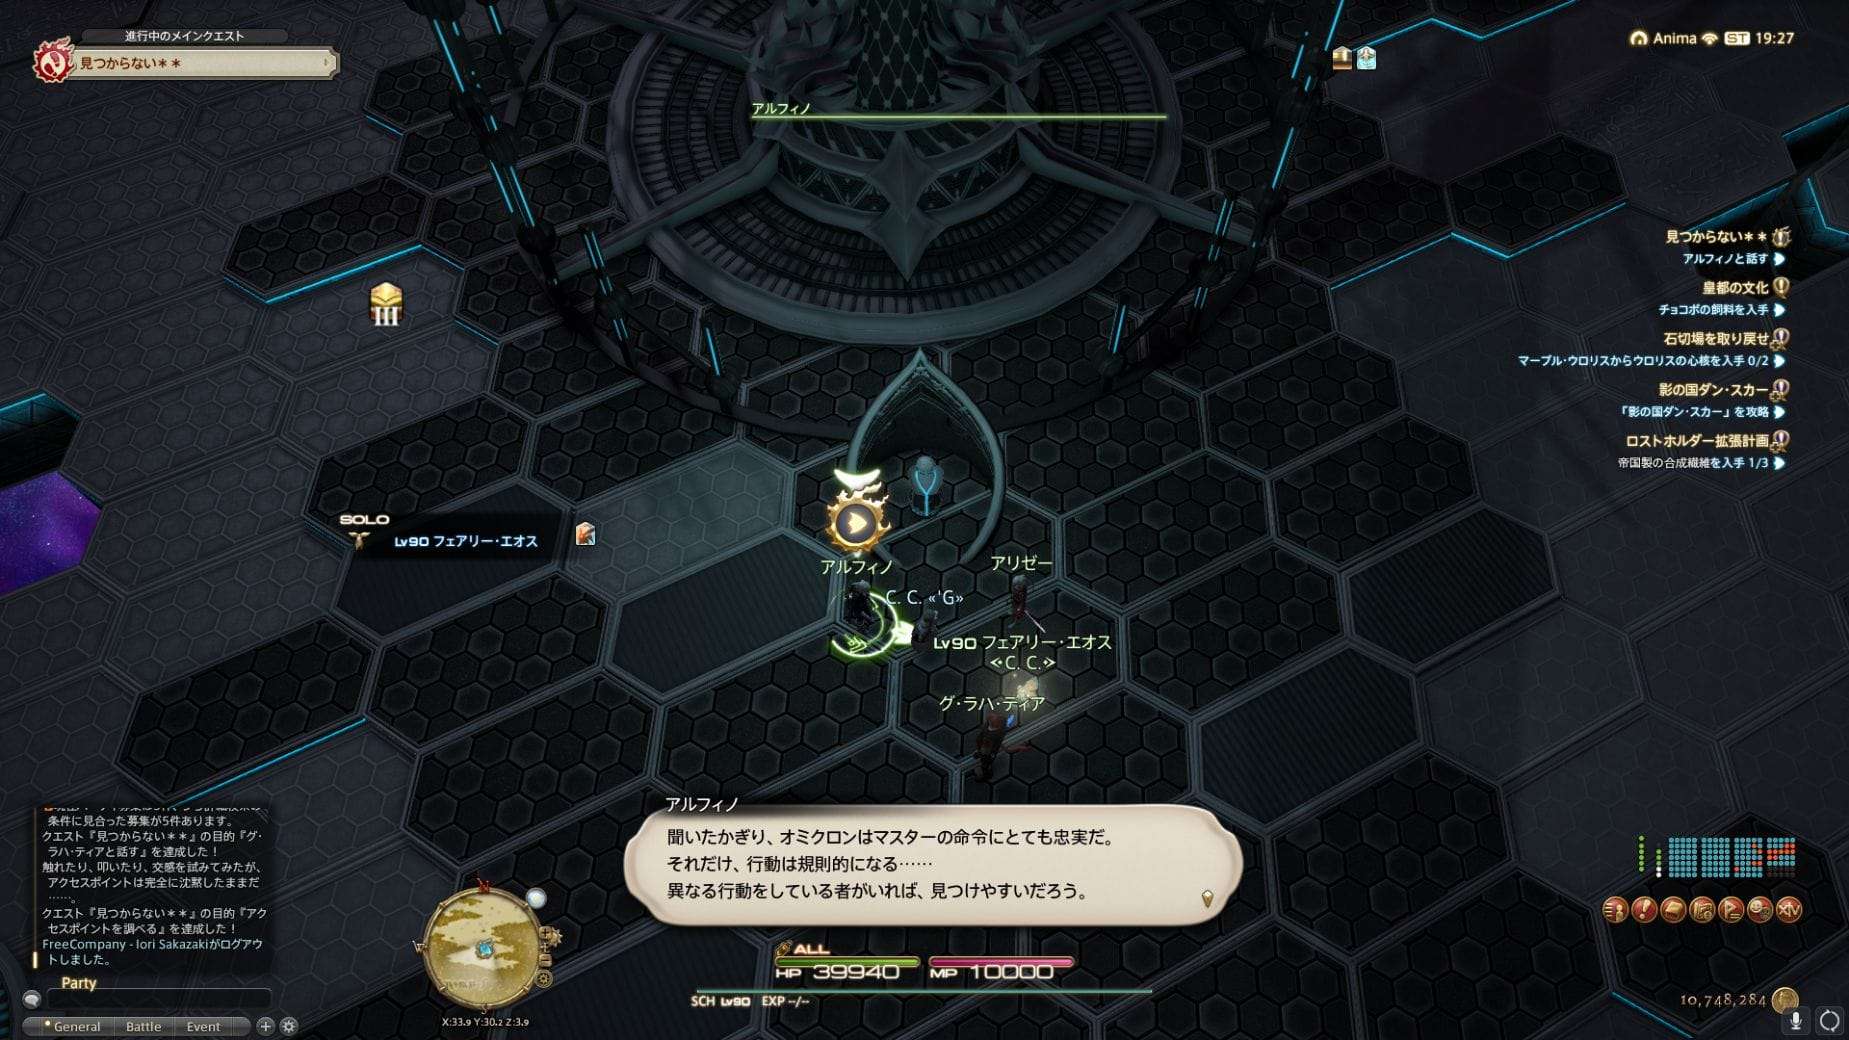 進行中のメインクエスト
見つからない＊＊
Anima ST 19:27
アルフィノ
見つからない＊＊
アルフィノと話す
皇都の文化
チョコボの飼料を入手
石切場を取り戻せ
マーブル・ウロリスからウロリスの心核を入手 0/2
影の国ダン・スカー
「影の国ダン・スカー」を攻略
ロストホルダー拡張計画
帝国製の合成繊維を入手 1/3
III
SOLO
Lv90 フェアリー・エオス
アルフィノ
アリゼー
C. C. «'G»
Lv90 フェアリー・エオス
<C. C.>
グ・ラハ・ティア
アルフィノ
聞いたかぎり、オミクロンはマスターの命令にとても忠実だ。
それだけ、行動は規則的になる……
異なる行動をしている者がいれば、見つけやすいだろう。
条件に見合った募集が5件あります。
クエスト『見つからない＊＊』の目的『グ・
ラハ・ティアと話す』を達成した！
触れたり、叩いたり、交感を試みてみたが、
アクセスポイントは完全に沈黙したままだ
……。
クエスト『見つからない＊＊』の目的『アク
セスポイントを調べる』を達成した！
FreeCompany - Iori Sakazakiがログアウ
トしました。
Party
General Battle Event
N
W
S
X:33.9 Y:30.2 Z:3.9
ALL
HP 39940 MP 10000
SCH Lv90 EXP --/--
XIV
10,748,284